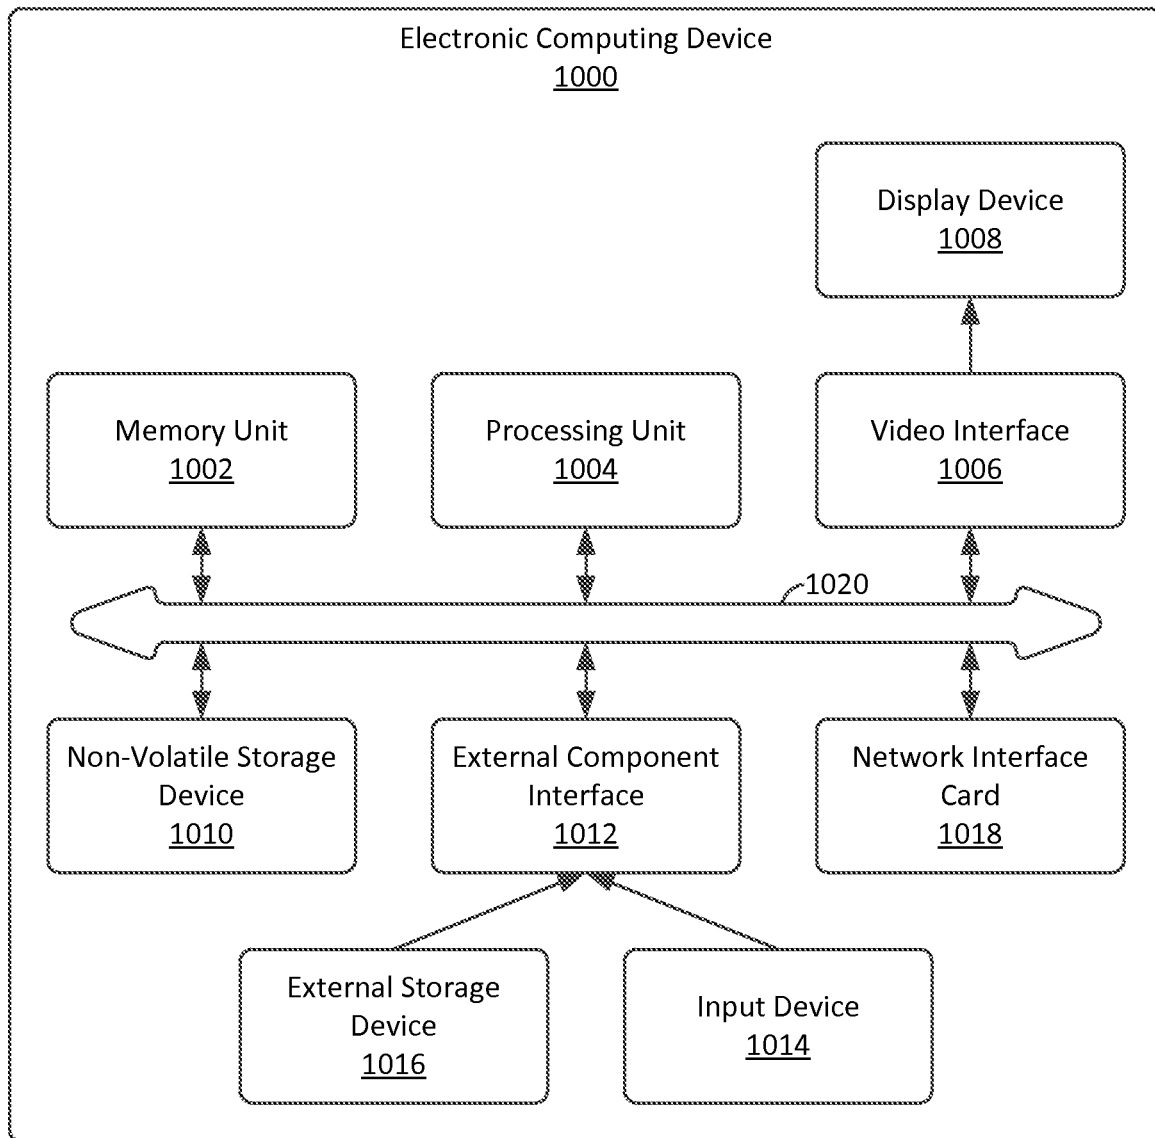 Electronic Computing Device
1000
Display Device
1008
Memory Unit
1002
Processing Unit
1004
Video Interface
1006
1020
Non-Volatile Storage
Device
1010
External Component
Interface
1012
Network Interface
Card
1018
External Storage
Device
1016
Input Device
1014